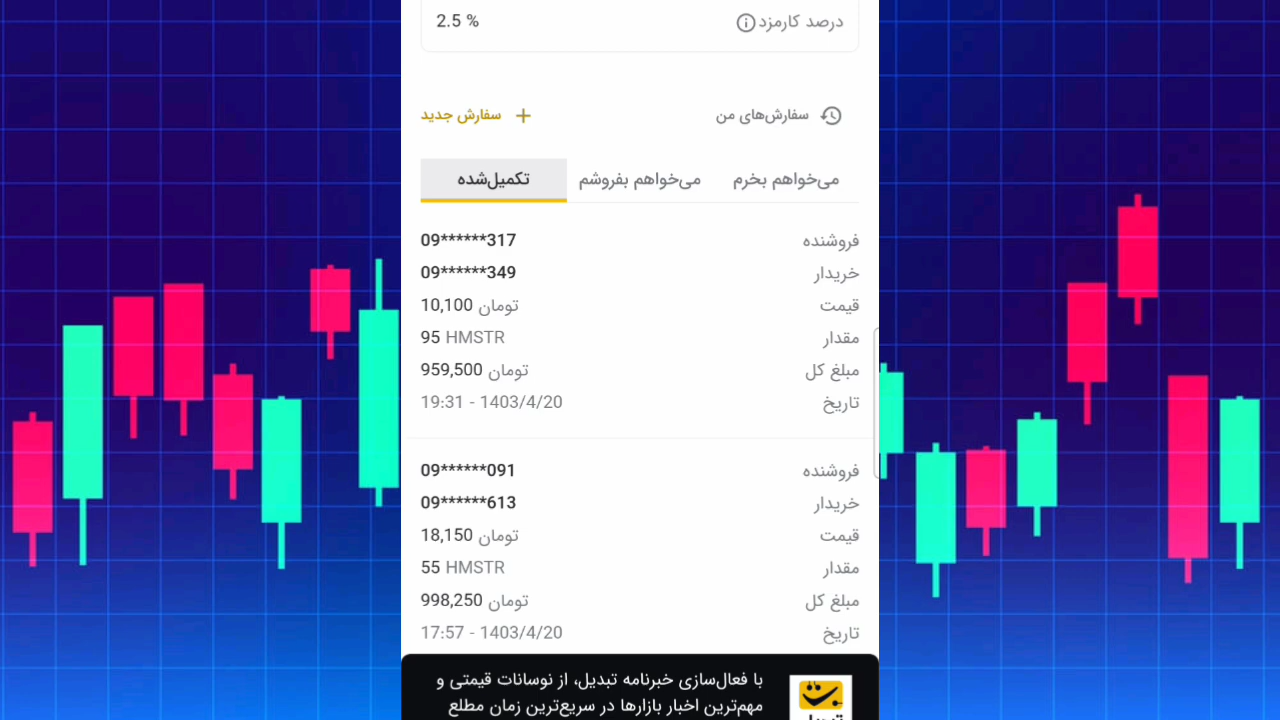 درصد کارمزد 2.5 %
سفارش‌های من + سفارش جدید
می‌خواهم بخرم می‌خواهم بفروشم تکمیل‌شده
فروشنده 09******317
خریدار 09******349
قیمت 10,100 تومان
مقدار 95 HMSTR
مبلغ کل 959,500 تومان
تاریخ 19:31 - 1403/4/20
فروشنده 09******091
خریدار 09******613
قیمت 18,150 تومان
مقدار 55 HMSTR
مبلغ کل 998,250 تومان
تاریخ 17:57 - 1403/4/20
با فعال‌سازی خبرنامه تبدیل، از نوسانات قیمتی و
مهم‌ترین اخبار بازارها در سریع‌ترین زمان مطلع